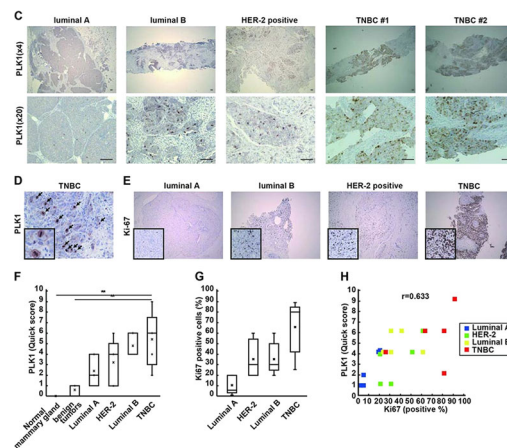 C
luminal A luminal B HER-2 positive TNBC #1 TNBC #2
PLK1(x4)
PLK1(x20)
D
TNBC
PLK1
E
luminal A luminal B HER-2 positive TNBC
Ki-67
F
PLK1 (Quick score)
10
9
8
7
6
5
4
3
2
1
0
**
**
Normal mammary gland
benign tumors
Luminal A
HER-2
Luminal B
TNBC
G
Ki67 positive cells (%)
100
90
80
70
60
50
40
30
20
10
0
Luminal A
HER-2
Luminal B
TNBC
H
r=0.633
PLK1 (Quick score)
10
9
8
7
6
5
4
3
2
1
0
0 10 20 30 40 50 60 70 80 90 100
Ki67 (positive %)
Luminal A
HER-2
Luminal B
TNBC